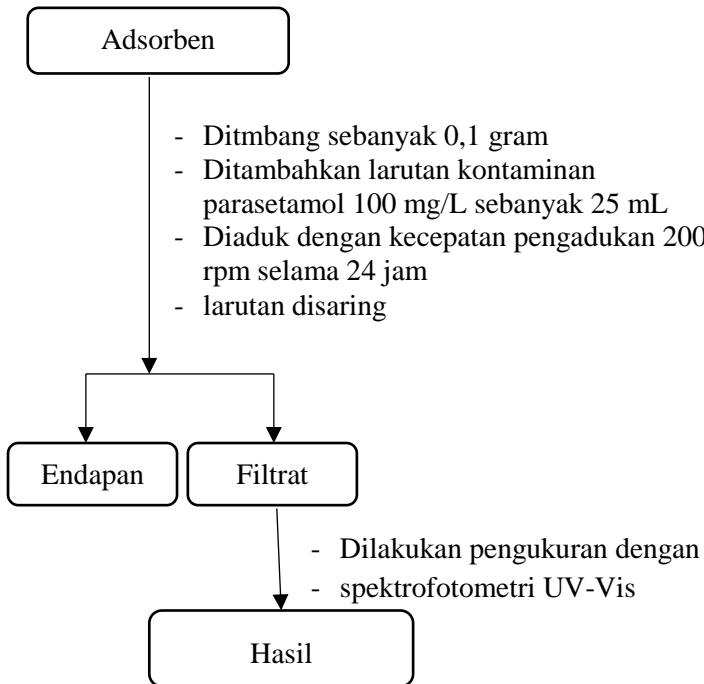 Adsorben
- Ditmbang sebanyak 0,1 gram
- Ditambahkan larutan kontaminan
parasetamol 100 mg/L sebanyak 25 mL
- Diaduk dengan kecepatan pengadukan 200
rpm selama 24 jam
- larutan disaring
Endapan
Filtrat
- Dilakukan pengukuran dengan
- spektrofotometri UV-Vis
Hasil